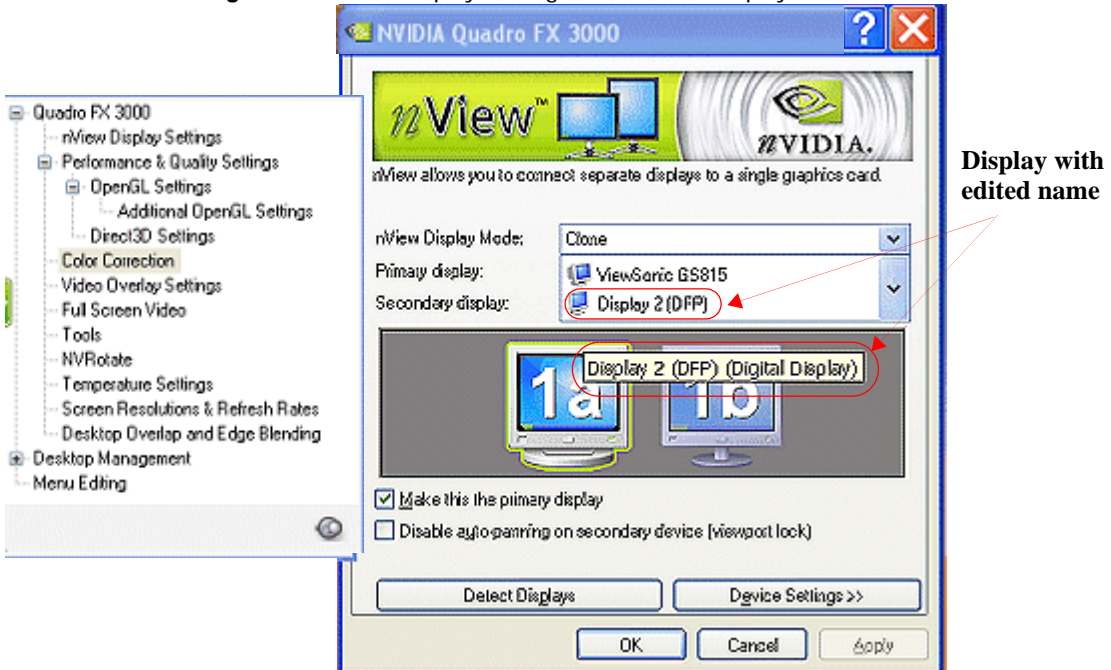 NVIDIA Quadro FX 3000
Quadro FX 3000
nView Display Settings
Performance & Quality Settings
OpenGL Settings
Additional OpenGL Settings
Direct3D Settings
Color Correction
Video Overlay Settings
Full Screen Video
Tools
NVRotate
Temperature Settings
Screen Resolutions & Refresh Rates
Desktop Overlap and Edge Blending
Desktop Management
Menu Editing
nView™
NVIDIA.
nView allows you to connect separate displays to a single graphics card.
nView Display Mode: Clone
Primary display: ViewSonic GS815
Secondary display: Display 2 (DFP)
Display 2 (DFP) (Digital Display)
1a 1b
Make this the primary display
Disable auto-panning on secondary device (viewport lock)
Detect Displays Device Settings >>
OK Cancel Apply
Display with
edited name